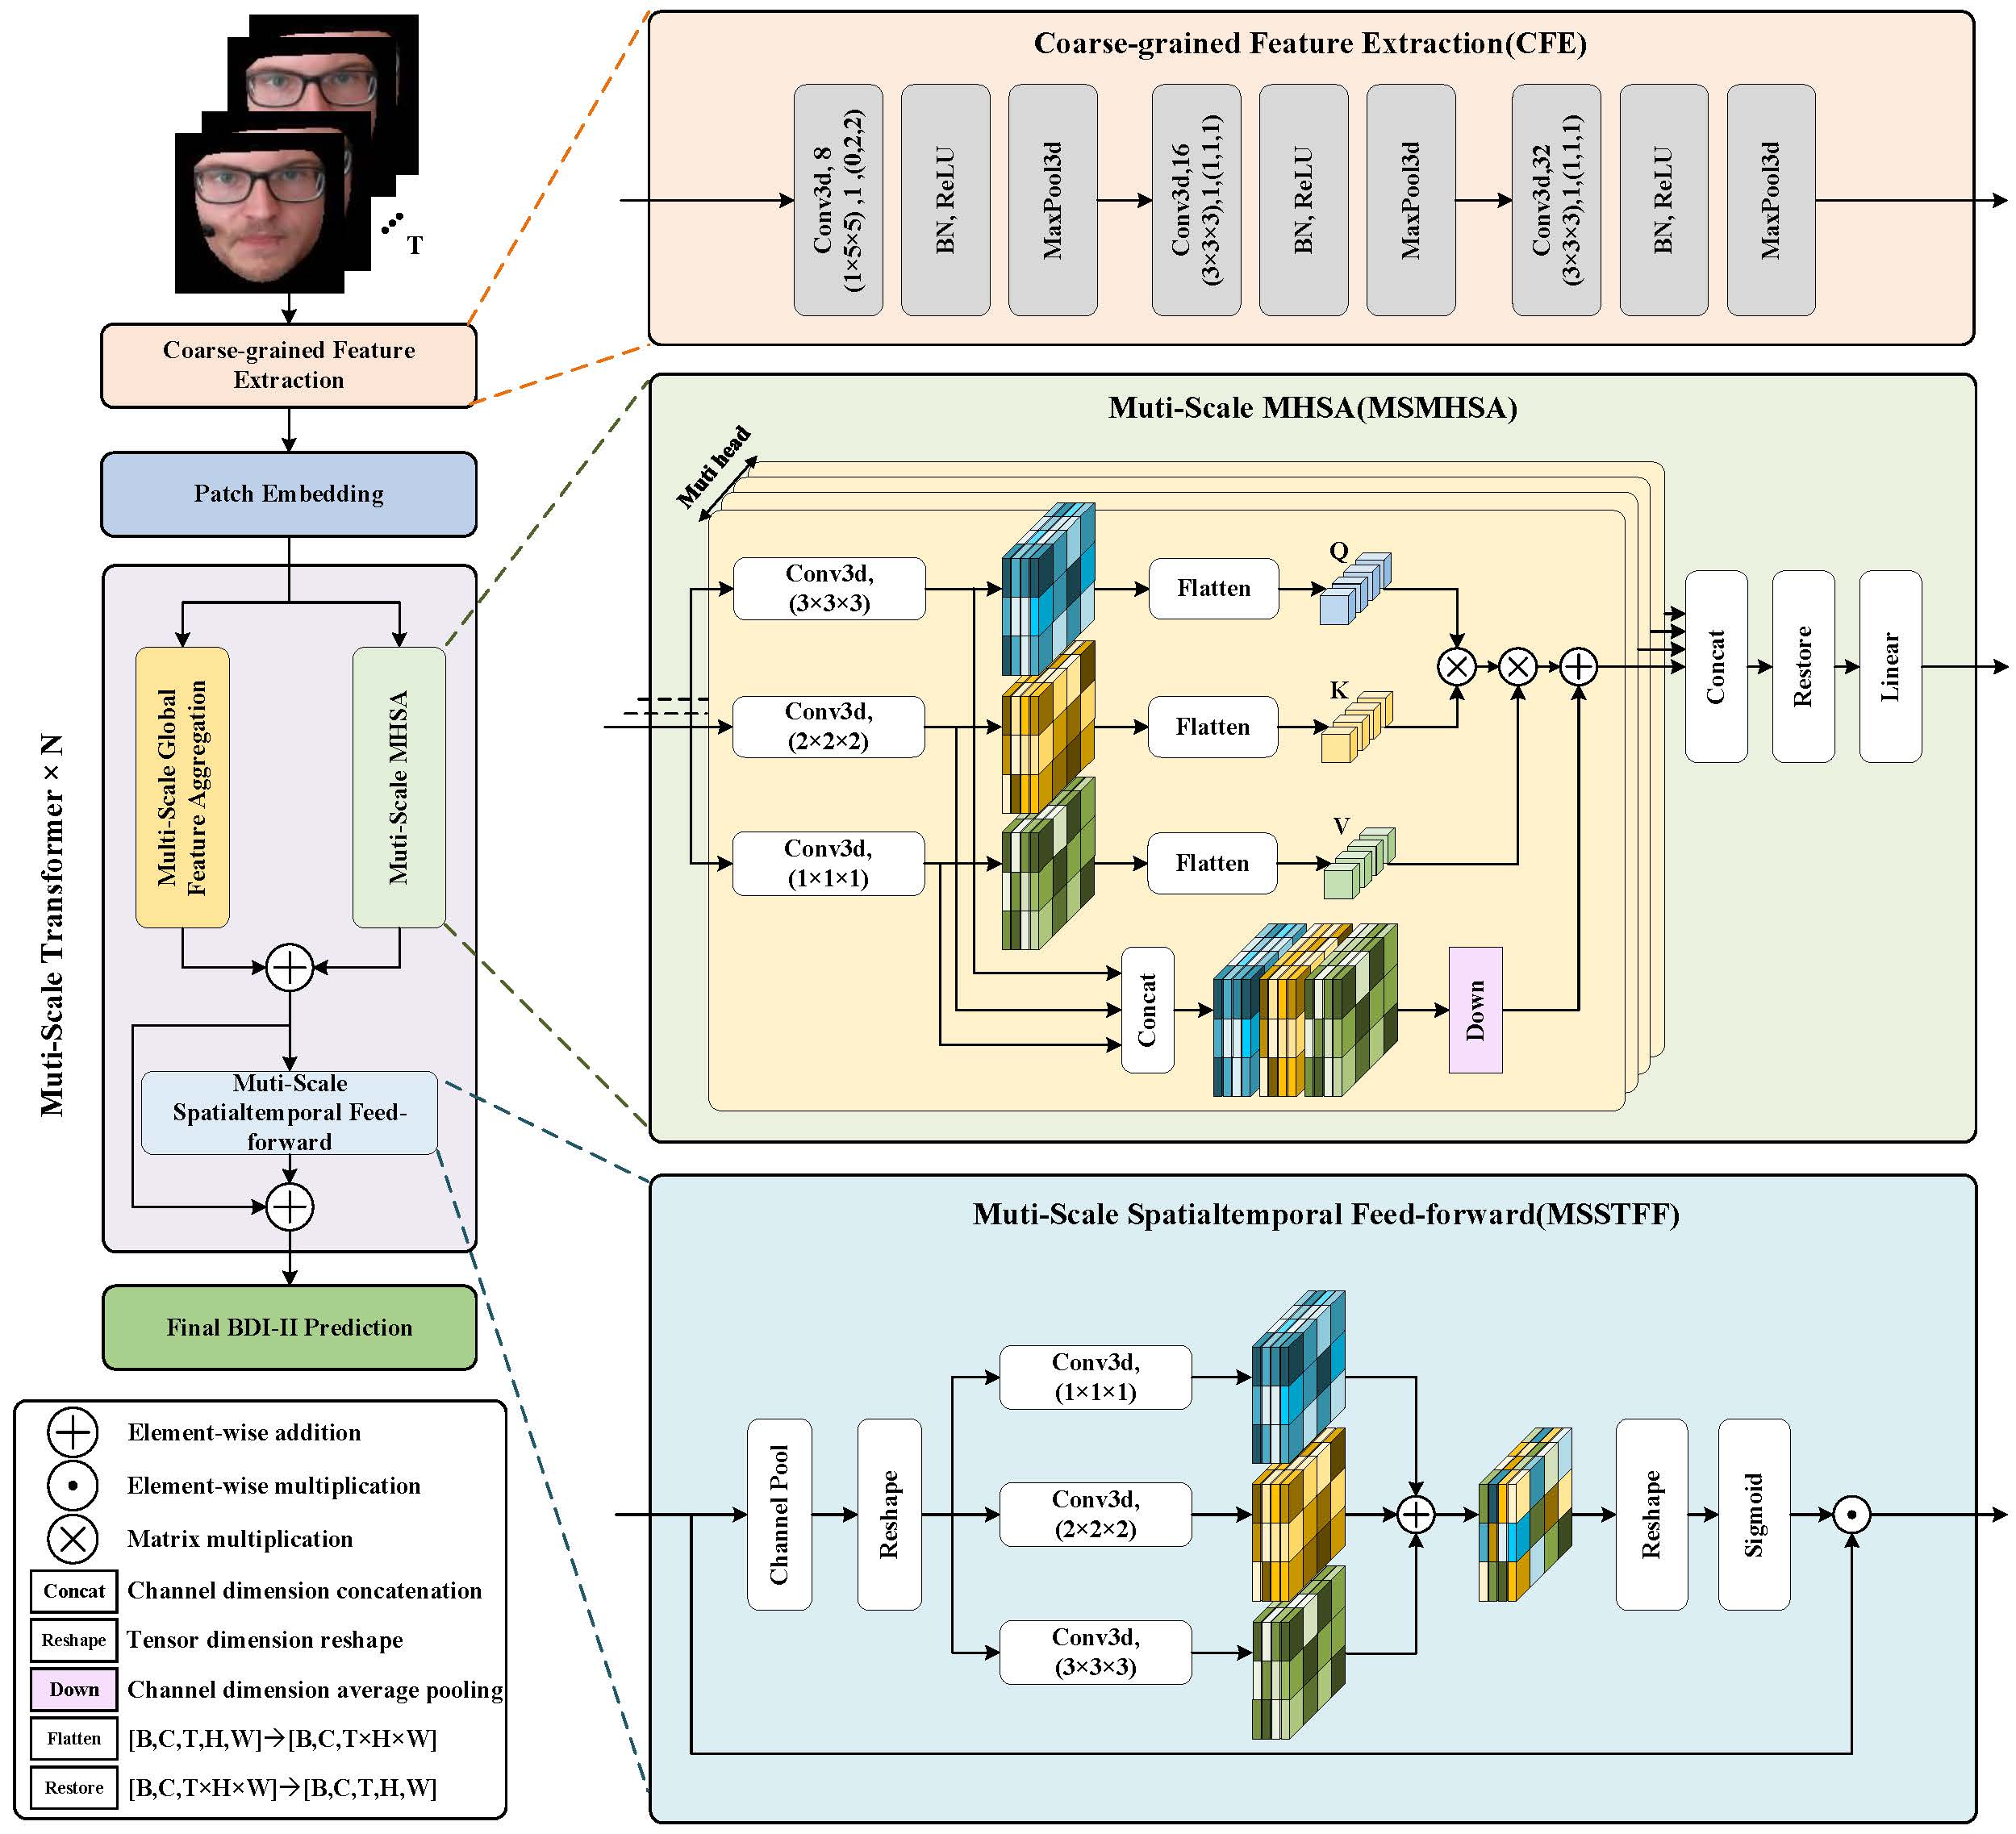 T
Coarse-grained Feature
Extraction
Patch Embedding
Muti-Scale Transformer × N
Multi-Scale Global
Feature Aggregation
Muti-Scale MHSA
Muti-Scale
Spatialtemporal Feed-
forward
Final BDI-II Prediction
Element-wise addition
Element-wise multiplication
Matrix multiplication
Concat Channel dimension concatenation
Reshape Tensor dimension reshape
Down Channel dimension average pooling
Flatten [B,C,T,H,W]→[B,C,T×H×W]
Restore [B,C,T×H×W]→[B,C,T,H,W]
Coarse-grained Feature Extraction(CFE)
Conv3d, 8
(1×5×5) ,1 ,(0,2,2)
BN, ReLU
MaxPool3d
Conv3d,16
(3×3×3),1,(1,1,1)
BN, ReLU
MaxPool3d
Conv3d,32
(3×3×3),1,(1,1,1)
BN, ReLU
MaxPool3d
Muti-Scale MHSA(MSMHSA)
Muti head
Conv3d,
(3×3×3)
Flatten
Q
Conv3d,
(2×2×2)
Flatten
K
Conv3d,
(1×1×1)
Flatten
V
Concat
Down
Concat
Restore
Linear
Muti-Scale Spatialtemporal Feed-forward(MSSTFF)
Channel Pool
Reshape
Conv3d,
(1×1×1)
Conv3d,
(2×2×2)
Conv3d,
(3×3×3)
Reshape
Sigmoid